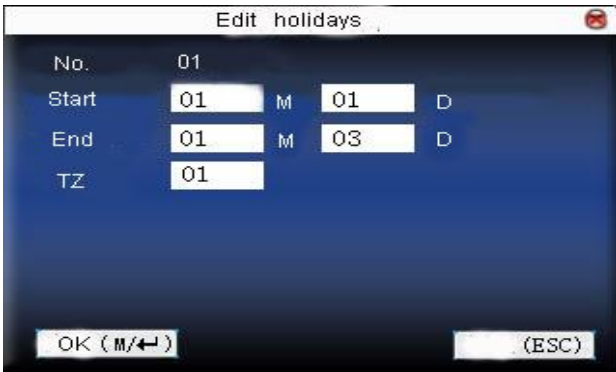 Edit holidays
No. 01
Start 01 M 01 D
End 01 M 03 D
TZ 01
OK (M/↵) (ESC)